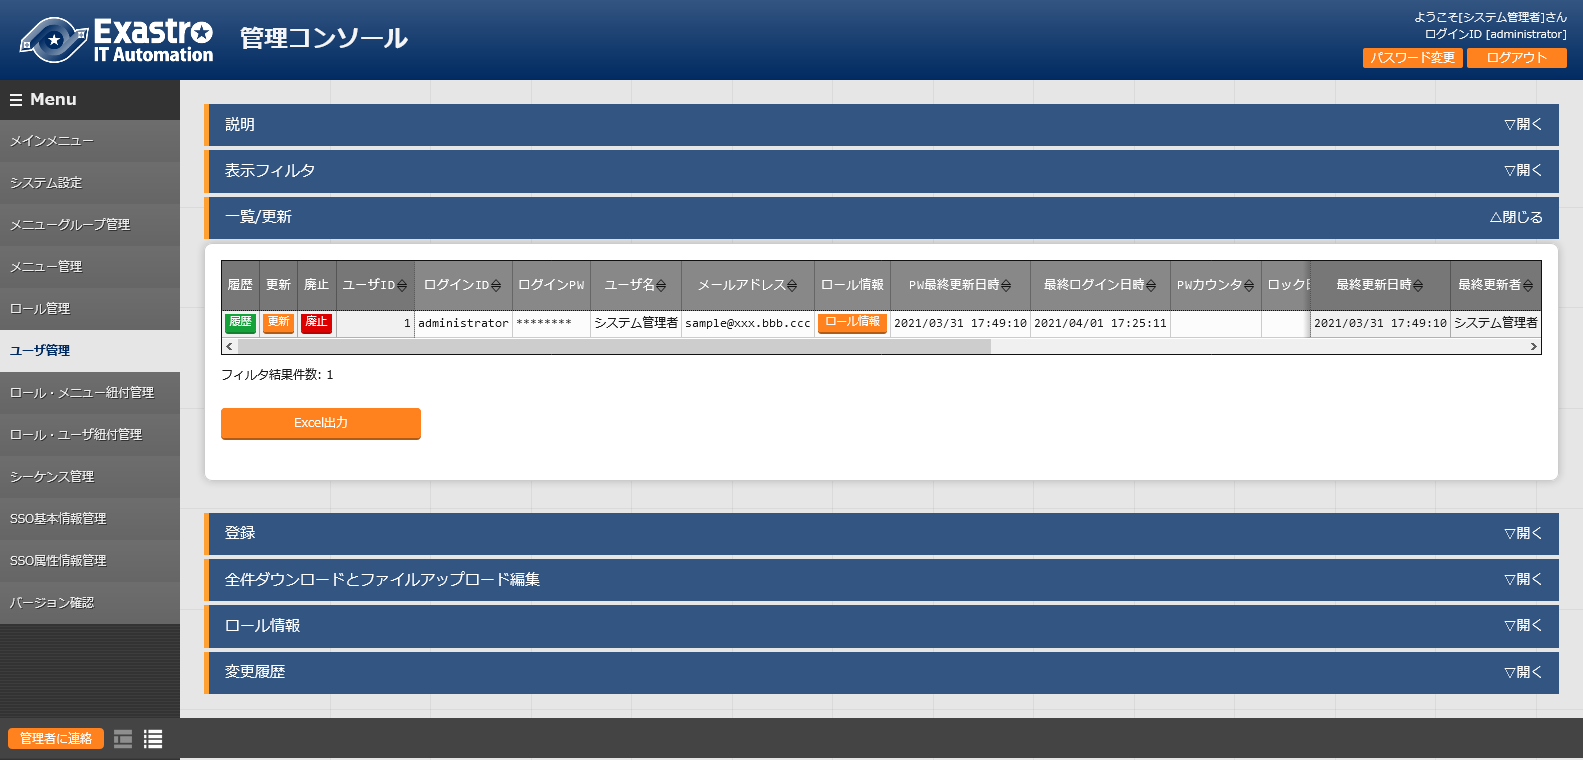 Exastro
IT Automation
管理コンソール
ようこそ[システム管理者]さん
ログインID [administrator]
パスワード変更 ログアウト
Menu
メインメニュー
システム設定
メニューグループ管理
メニュー管理
ロール管理
ユーザ管理
ロール・メニュー紐付管理
ロール・ユーザ紐付管理
シーケンス管理
SSO基本情報管理
SSO属性情報管理
バージョン確認
説明 ▽開く
表示フィルタ ▽開く
一覧/更新 △閉じる
履歴 更新 廃止 ユーザID ログインID ログインPW ユーザ名 メールアドレス ロール情報 PW最終更新日時 最終ログイン日時 PWカウンタ ロック 最終更新日時 最終更新者
履歴 更新 廃止 1 administrator ******** システム管理者 sample@xxx.bbb.ccc ロール情報 2021/03/31 17:49:10 2021/04/01 17:25:11 2021/03/31 17:49:10 システム管理者
フィルタ結果件数: 1
Excel出力
登録 ▽開く
全件ダウンロードとファイルアップロード編集 ▽開く
ロール情報 ▽開く
変更履歴 ▽開く
管理者に連絡